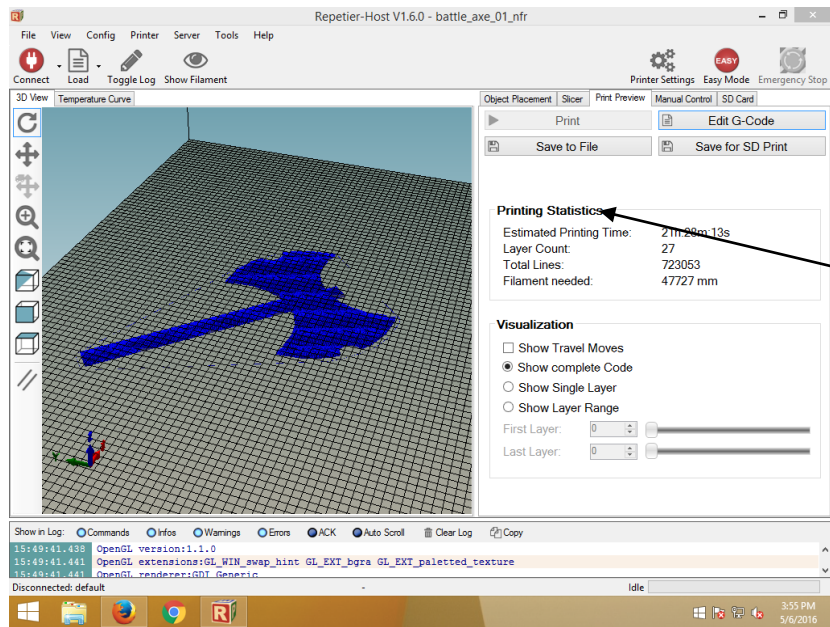 Repetier-Host V1.6.0 - battle_axe_01_nfr
File View Config Printer Server Tools Help
Connect Load Toggle Log Show Filament Printer Settings EASY Easy Mode Emergency Stop
3D View Temperature Curve
Object Placement Slicer Print Preview Manual Control SD Card
Print Edit G-Code
Save to File Save for SD Print
Printing Statistics
Estimated Printing Time: 21h:28m:13s
Layer Count: 27
Total Lines: 723053
Filament needed: 47727 mm
Visualization
Show Travel Moves
Show complete Code
Show Single Layer
Show Layer Range
First Layer: 0
Last Layer: 0
Show in Log: Commands Infos Warnings Errors ACK Auto Scroll Clear Log Copy
15:49:41.438 OpenGL version:1.1.0
15:49:41.441 OpenGL extensions:GL_WIN_swap_hint GL_EXT_bgra GL_EXT_paletted_texture
15:49:41.441 OpenGL renderer:GDI Generic
Disconnected: default - Idle
3:55 PM
5/6/2016